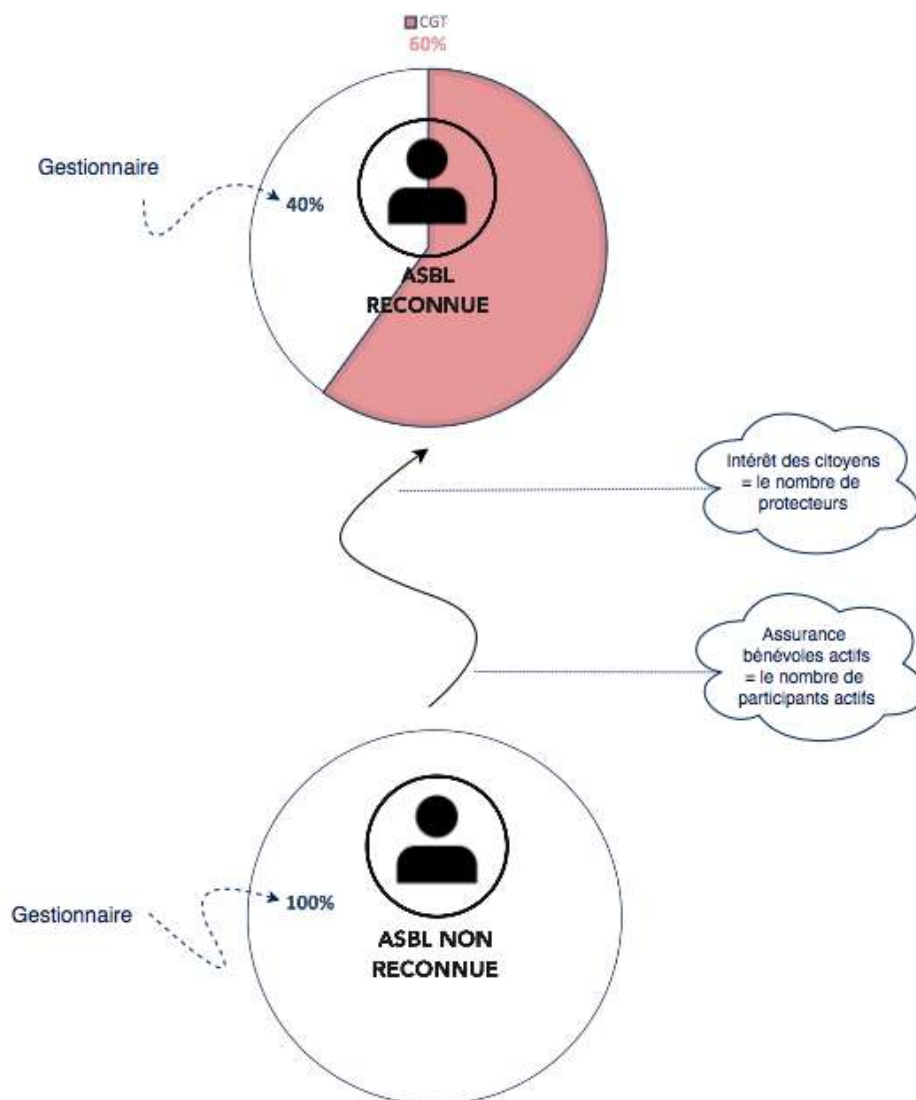 CGT
60%
Gestionnaire
40%
ASBL
RECONNUE
Intérêt des citoyens
= le nombre de
protecteurs
Assurance
bénévoles actifs
= le nombre de
participants actifs
Gestionnaire
100%
ASBL NON
RECONNUE